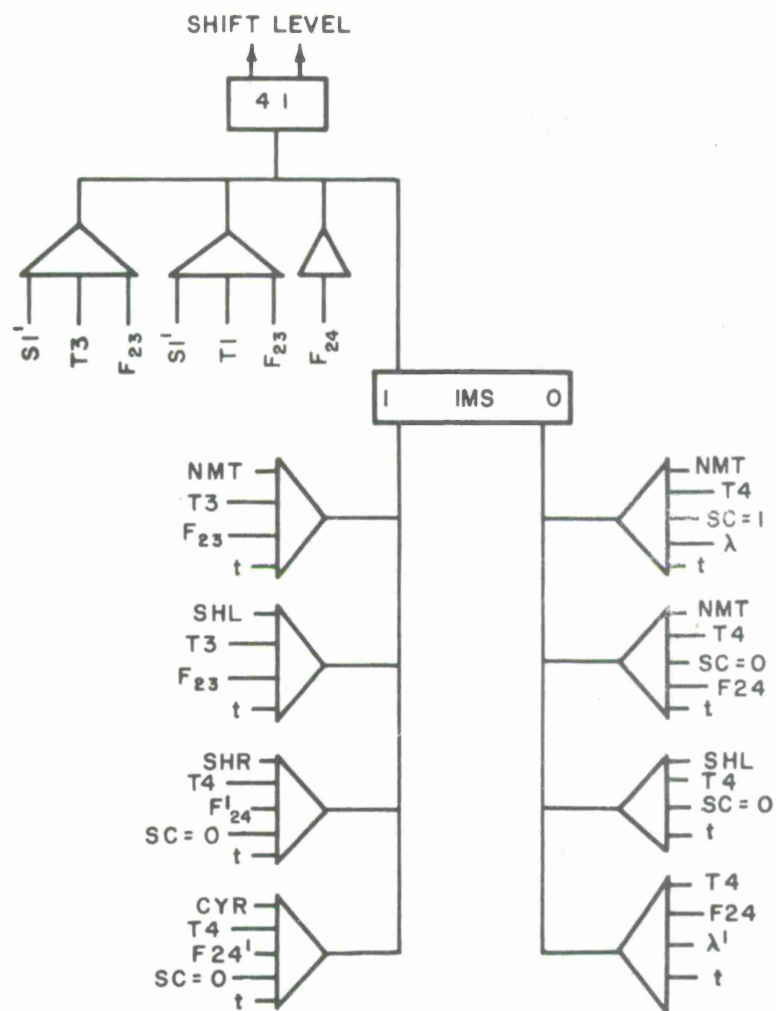 SHIFT LEVEL
4 1
S1' T3 F23 S1' T1 F23 F24
1 IMS 0
NMT
T3
F23
t
SHL
T3
F23
t
SHR
T4
F'24
SC=0
t
CYR
T4
F24'
SC=0
t
NMT
T4
SC=1
λ
t
NMT
T4
SC=0
F24
t
SHL
T4
SC=0
t
T4
F24
λ'
t